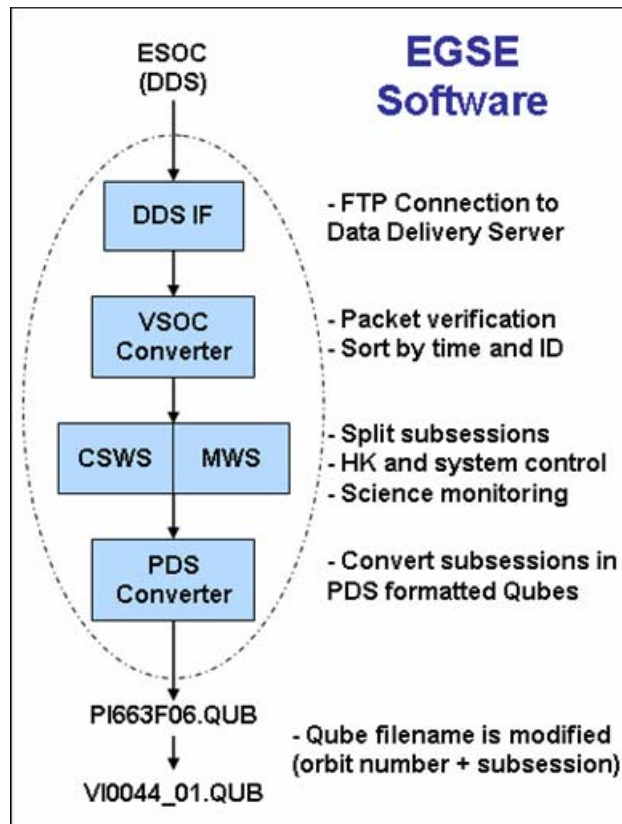 ESOC
(DDS)
EGSE
Software
DDS IF
- FTP Connection to
Data Delivery Server
VSOC
Converter
- Packet verification
- Sort by time and ID
CSWS
MWS
- Split subsessions
- HK and system control
- Science monitoring
PDS
Converter
- Convert subsessions in
PDS formatted Qubes
PI663F06.QUB
- Qube filename is modified
(orbit number + subsession)
VI0044_01.QUB